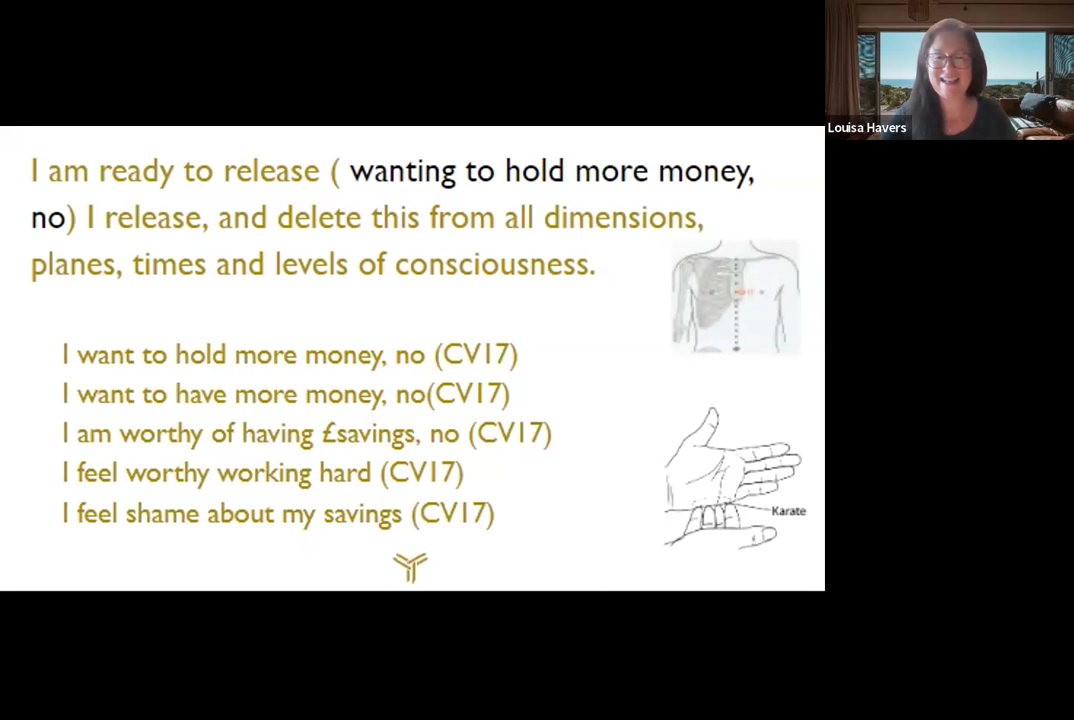 Louisa Havers
I am ready to release ( wanting to hold more money,
no) I release, and delete this from all dimensions,
planes, times and levels of consciousness.
I want to hold more money, no (CV17)
I want to have more money, no(CV17)
I am worthy of having £savings, no (CV17)
I feel worthy working hard (CV17)
I feel shame about my savings (CV17)
Karate